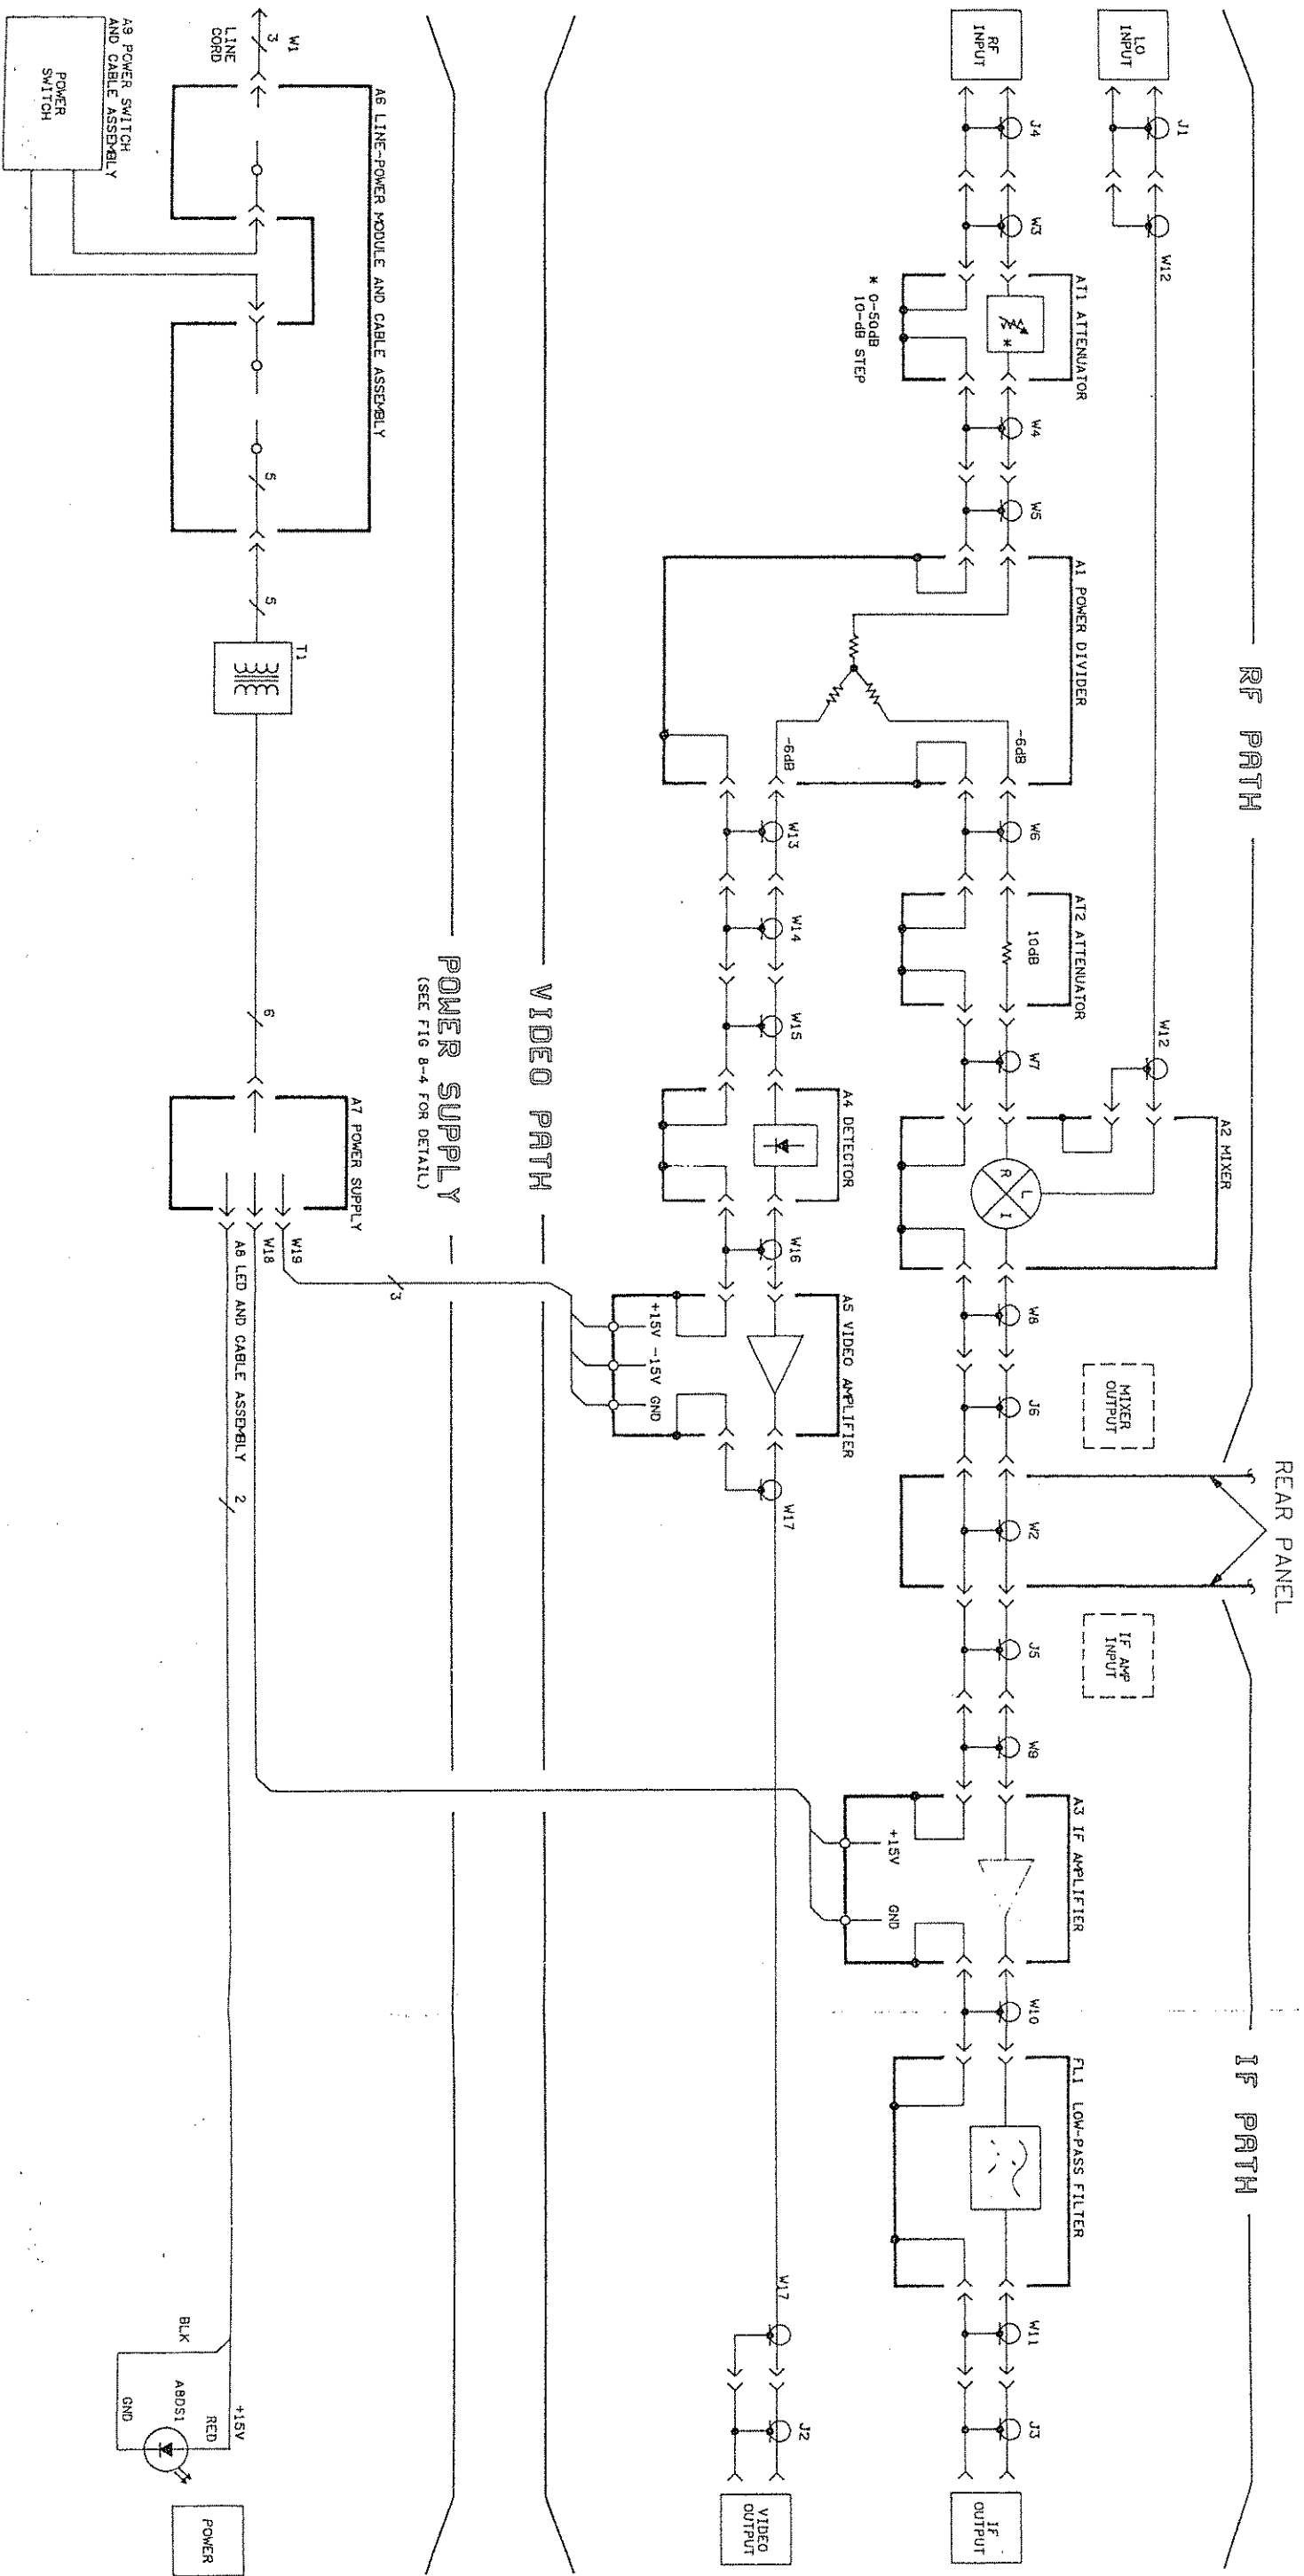 REAR PANEL
RF PATH
IF PATH
LO
INPUT
J1
W12
W12
MIXER
OUTPUT
IF AMP
INPUT
RF
INPUT
J4
W3
AT1 ATTENUATOR
*
* 0-50dB
10-dB STEP
W4
W5
A1 POWER DIVIDER
-6dB
-6dB
W6
AT2 ATTENUATOR
10dB
W7
A2 MIXER
R
L
I
W8
J6
W2
J5
W9
A3 IF AMPLIFIER
+15V
GND
W10
FL1 LOW-PASS FILTER
W11
J3
IF
OUTPUT
W13
W14
W15
A4 DETECTOR
W16
A5 VIDEO AMPLIFIER
+15V
-15V
GND
W17
W17
J2
VIDEO
OUTPUT
VIDEO PATH
POWER SUPPLY
(SEE FIG 8-4 FOR DETAIL)
W1
3
LINE
CORD
A6 LINE-POWER MODULE AND CABLE ASSEMBLY
5
5
T1
6
A7 POWER SUPPLY
W19
W18
3
A8 LED AND CABLE ASSEMBLY
2
A9 POWER SWITCH
AND CABLE ASSEMBLY
POWER
SWITCH
+15V
RED
BLK
A8DS1
GND
POWER